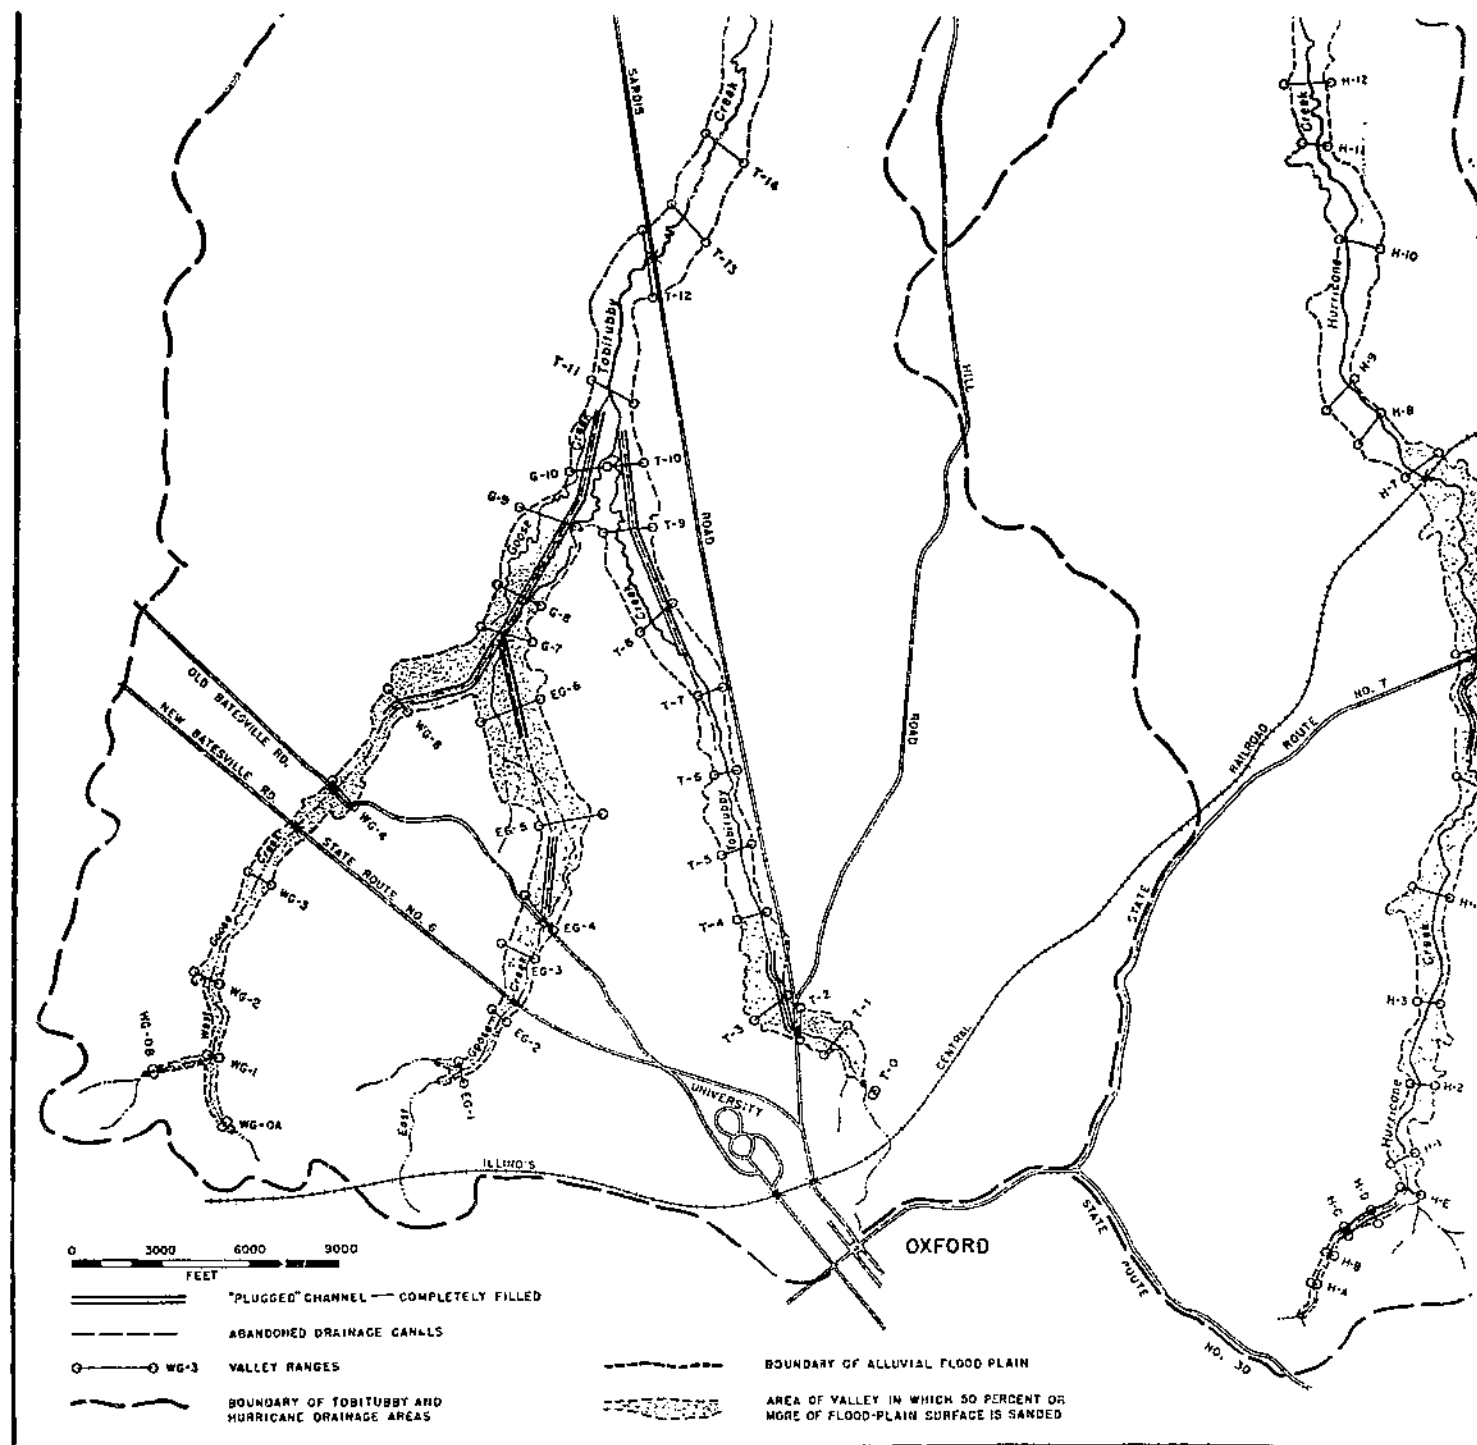 SARDIS
Creek
T-14
T-13
T-12
Tobitubby
T-11
Creek
G-10
T-10
G-9
T-9
Goose
ROAD
HILL
Creek
G-8
T-8
G-7
EG-6
T-7
ROAD
WG-6
OLD BATESVILLE RD.
NEW BATESVILLE RD.
STATE ROUTE NO. 6
WG-4
T-6
Tobitubby
EG-5
T-5
Creek
WG-3
T-4
EG-4
EG-3
Creek
Goose
WG-2
T-2
T-1
T-3
EG-2
Goose
West
WG-0B
WG-1
T-0
EG-1
East
WG-0A
UNIVERSITY
ILLINOIS
CENTRAL
RAILROAD
STATE
ROUTE
NO. 7
OXFORD
STATE
ROUTE
NO. 30
H-12
Creek
H-11
H-10
Hurricane
H-9
H-8
H-7
Creek
H-3
H-2
Hurricane
H-1
H-E
H-D
H-C
H-B
H-A
0 3000 6000 9000
FEET
"PLUGGED" CHANNEL — COMPLETELY FILLED
ABANDONED DRAINAGE CANALS
WG-3 VALLEY RANGES
BOUNDARY OF TOBITUBBY AND
HURRICANE DRAINAGE AREAS
BOUNDARY OF ALLUVIAL FLOOD PLAIN
AREA OF VALLEY IN WHICH 50 PERCENT OR
MORE OF FLOOD-PLAIN SURFACE IS SANDED